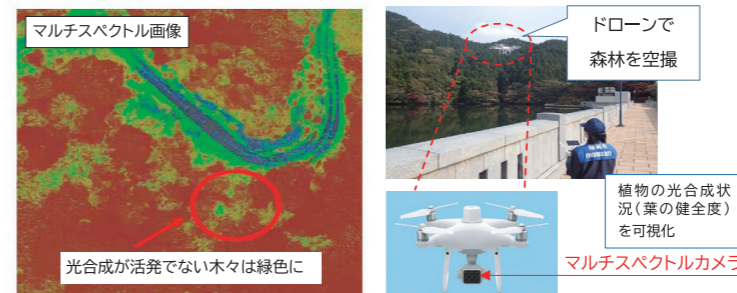 マルチスペクトル画像
光合成が活発でない木々は緑色に
ドローンで
森林を空撮
植物の光合成状
況(葉の健全度)
を可視化
マルチスペクトルカメラ